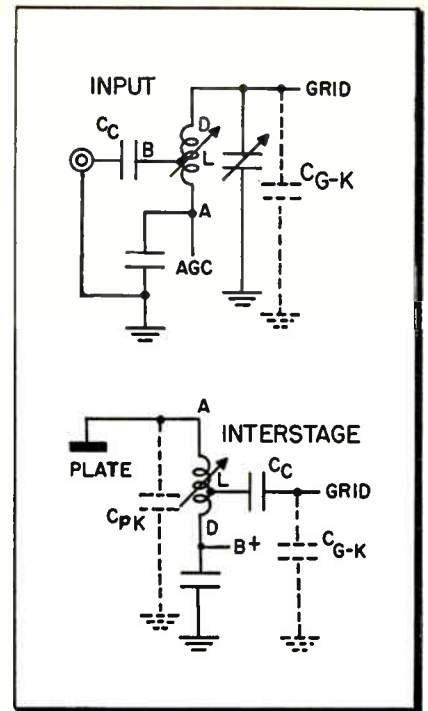 INPUT
GRID
CC
D
B
L
CG-K
A
AGC
A
INTERSTAGE
PLATE
L
CC
GRID
CPK
D
B+
CG-K